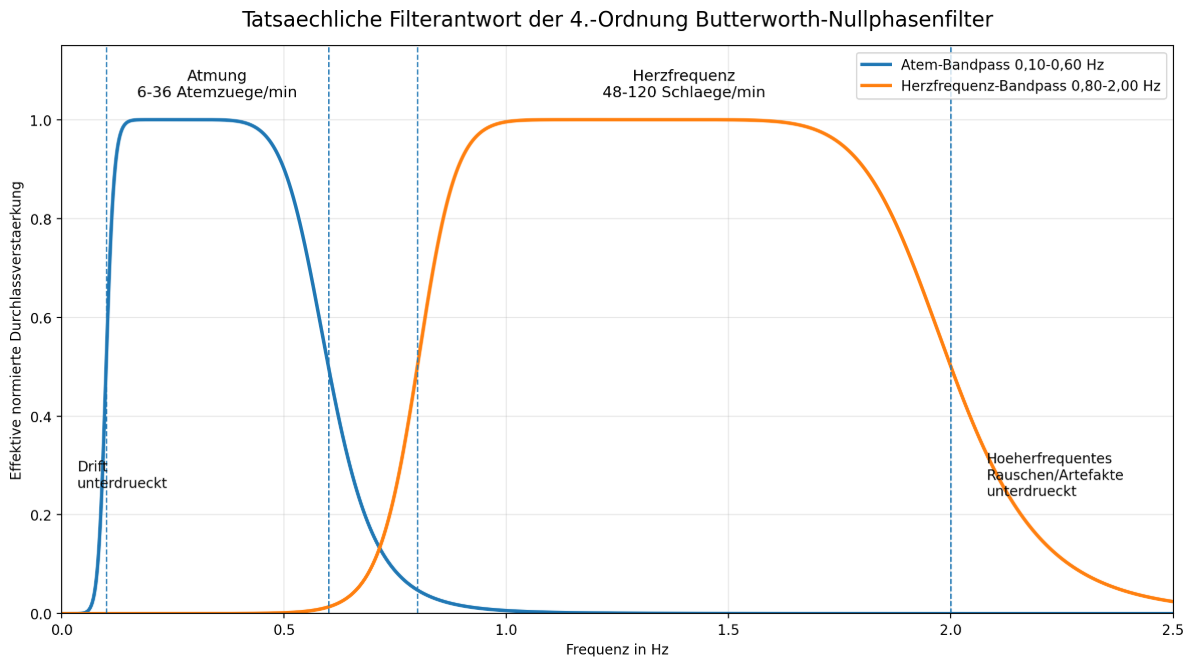 Tatsaechliche Filterantwort der 4.-Ordnung Butterworth-Nullphasenfilter
Atmung
6-36 Atemzuege/min
Herzfrequenz
48-120 Schlaege/min
Atem-Bandpass 0,10-0,60 Hz
Herzfrequenz-Bandpass 0,80-2,00 Hz
Effektive normierte Durchlassverstaerkung
1.0
0.8
0.6
0.4
0.2
0.0
Drift
unterdrueckt
Hoeherfrequentes
Rauschen/Artefakte
unterdrueckt
0.0
0.5
1.0
1.5
2.0
2.5
Frequenz in Hz